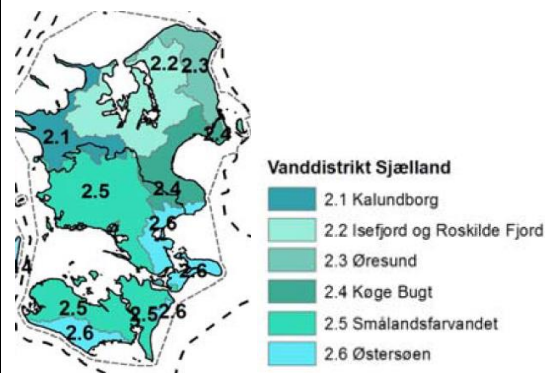 2.2 2.3
2.4
2.1
2.5 2.4
2.6
2.6
4
2.5 2.5 2.6
2.6
Vanddistrikt Sjælland
2.1 Kalundborg
2.2 Isefjord og Roskilde Fjord
2.3 Øresund
2.4 Køge Bugt
2.5 Smålandsfarvandet
2.6 Østersøen